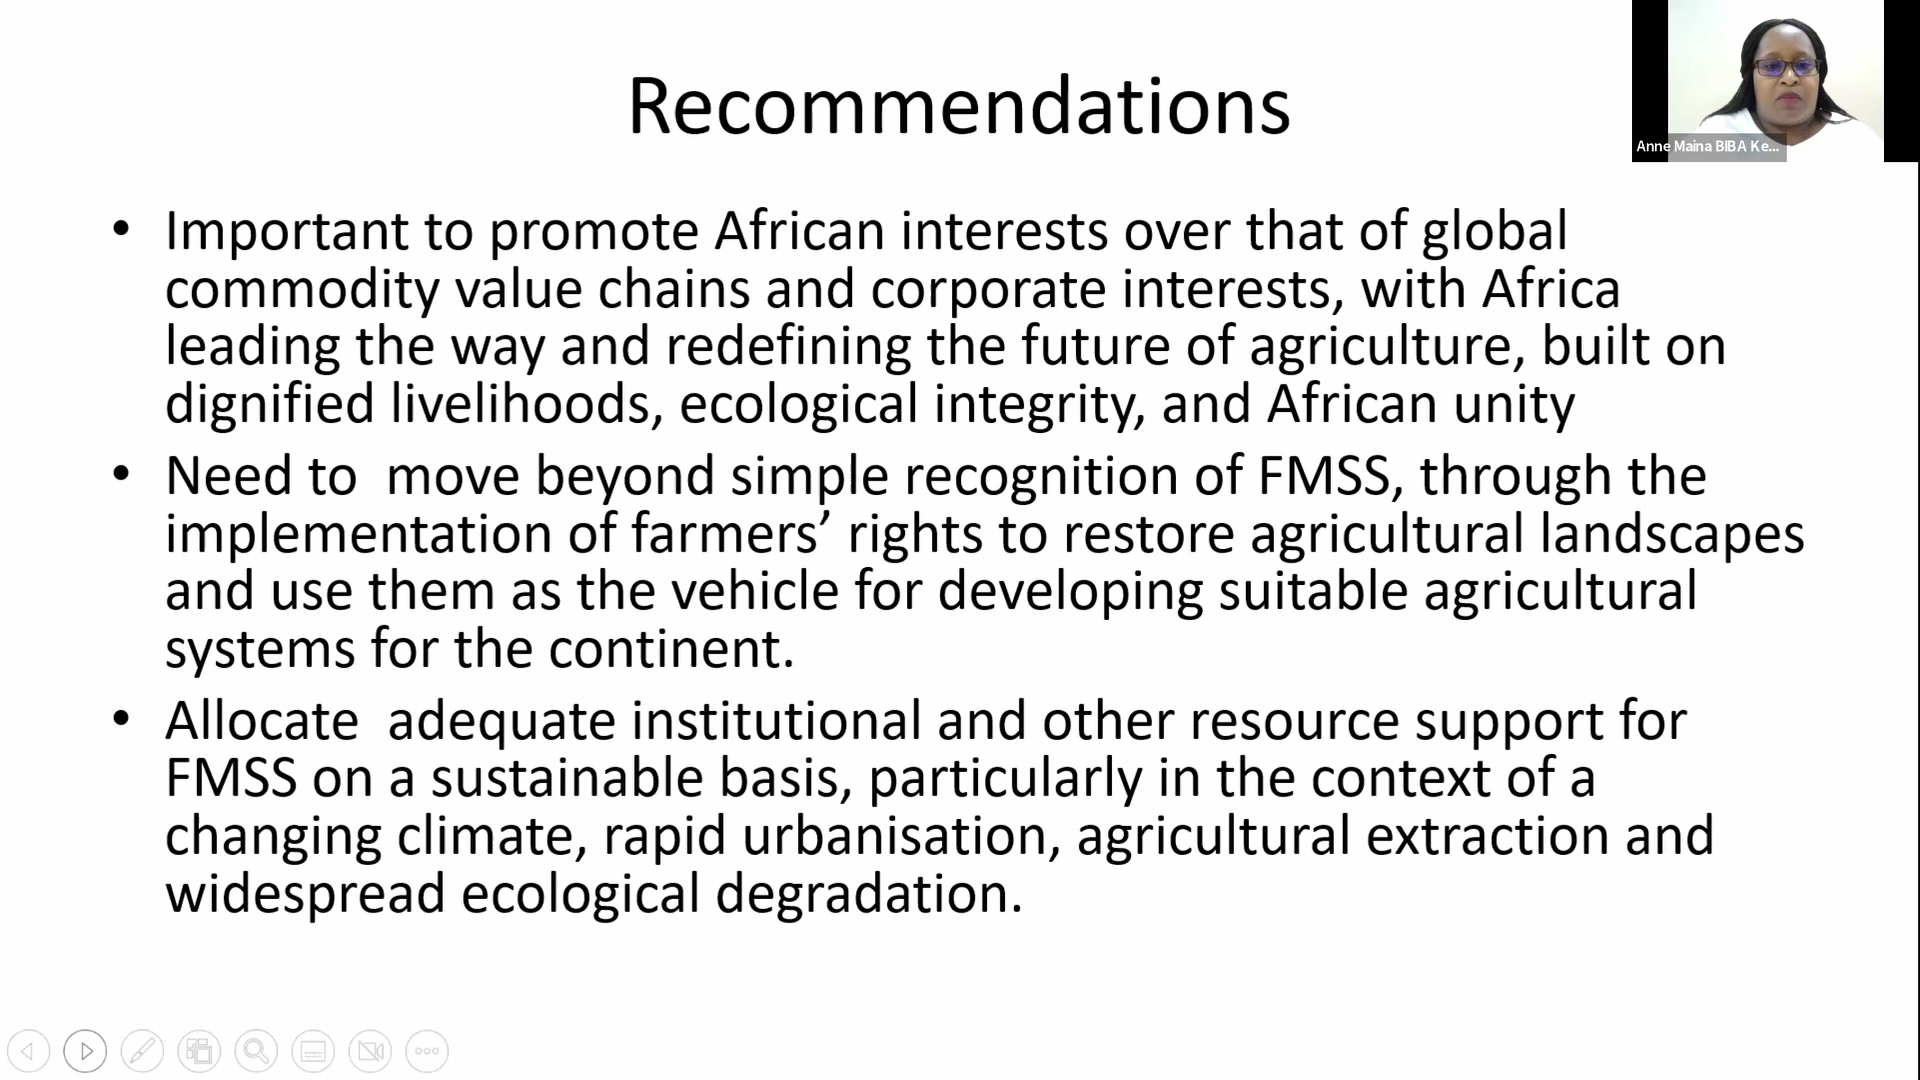 Recommendations
Anne Maina BIBA Ke...
• Important to promote African interests over that of global
commodity value chains and corporate interests, with Africa
leading the way and redefining the future of agriculture, built on
dignified livelihoods, ecological integrity, and African unity
• Need to  move beyond simple recognition of FMSS, through the
implementation of farmers’ rights to restore agricultural landscapes
and use them as the vehicle for developing suitable agricultural
systems for the continent.
• Allocate  adequate institutional and other resource support for
FMSS on a sustainable basis, particularly in the context of a
changing climate, rapid urbanisation, agricultural extraction and
widespread ecological degradation.